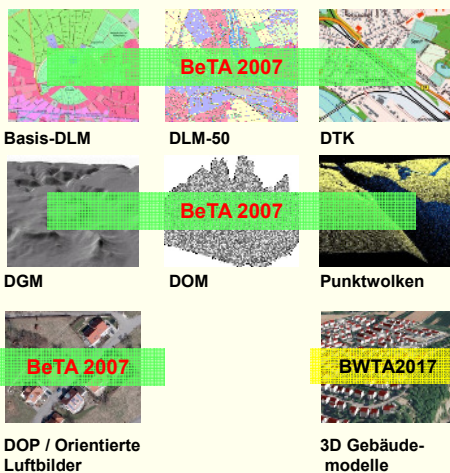 BeTA 2007
Basis-DLM
DLM-50
DTK
BeTA 2007
DGM
DOM
Punktwolken
BeTA 2007
BWTA2017
DOP / Orientierte
Luftbilder
3D Gebäude-
modelle